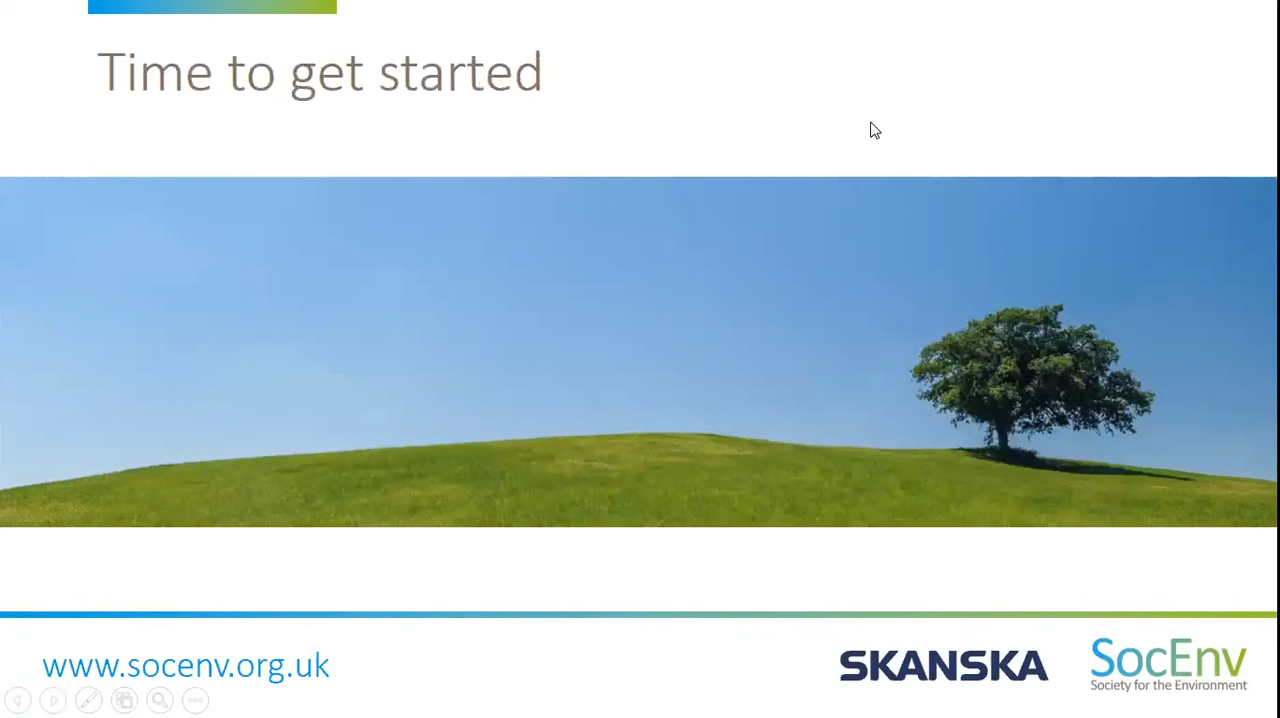 Time to get started
www.socenv.org.uk
SKANSKA
SocEnv
Society for the Environment